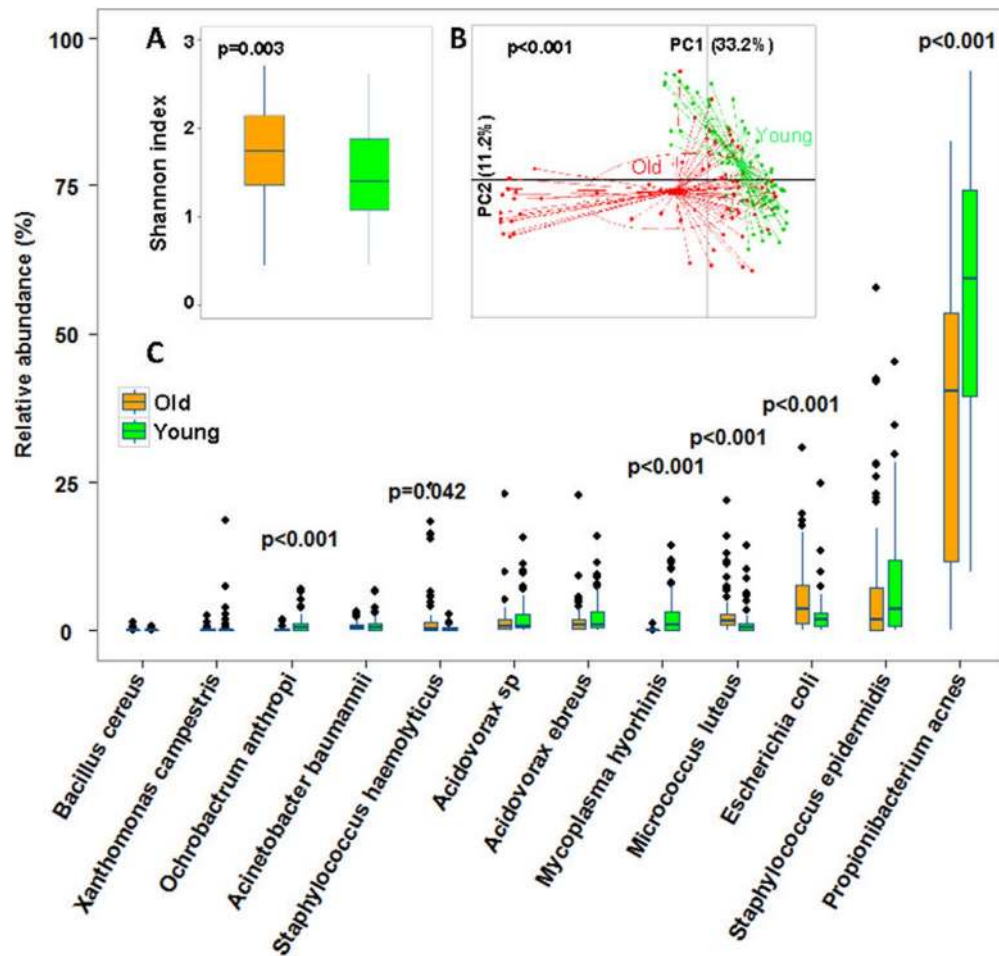 A
p=0.003
Shannon index
3
2
1
0
B
p<0.001
PC1 (33.2%)
PC2 (11.2%)
Old
Young
C
Old
Young
Relative abundance (%)
100
75
50
25
0
p<0.001
p=0.042
p<0.001
p<0.001
p<0.001
p<0.001
Bacillus cereus
Xanthomonas campestris
Ochrobactrum anthropi
Acinetobacter baumannii
Staphylococcus haemolyticus
Acidovorax sp
Acidovorax ebreus
Mycoplasma hyorhinis
Micrococcus luteus
Escherichia coli
Staphylococcus epidermidis
Propionibacterium acnes